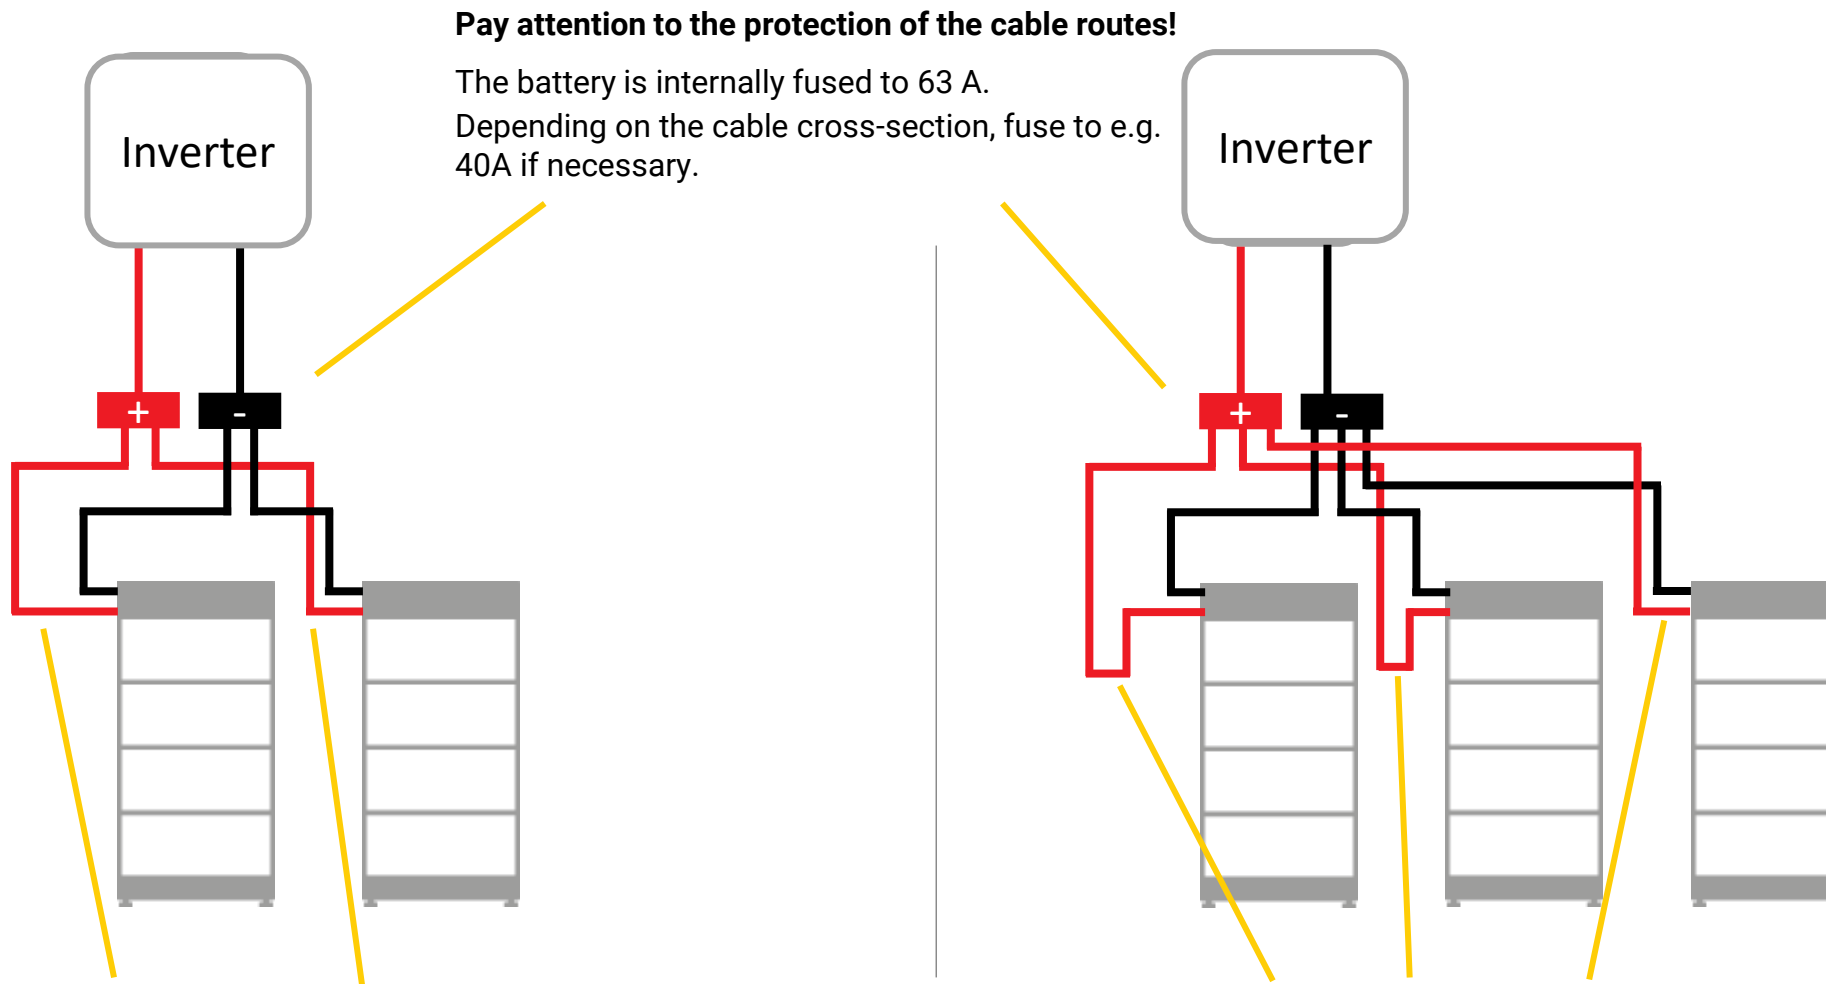 Pay attention to the protection of the cable routes!
The battery is internally fused to 63 A.
Depending on the cable cross-section, fuse to e.g.
40A if necessary.
Inverter
Inverter
+
-
+
-